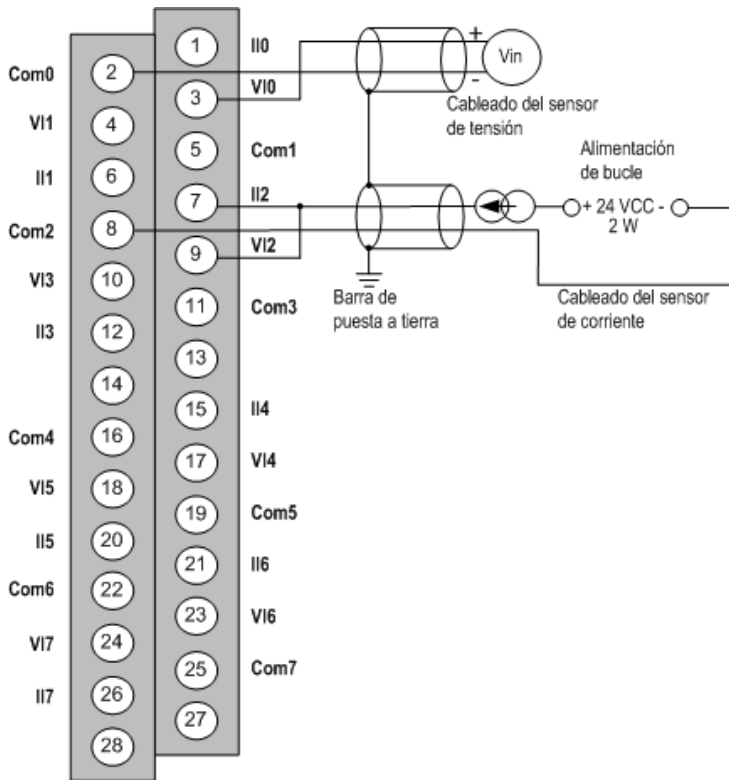 1 II0
Com0 2
3 VI0
VI1 4
5 Com1
II1 6
7 II2
Com2 8
9 VI2
VI3 10
11 Com3
II3 12
13
14
15 II4
Com4 16
17 VI4
VI5 18
19 Com5
II5 20
21 II6
Com6 22
23 VI6
VI7 24
25 Com7
II7 26
27
28
+
Vin
-
Cableado del sensor
de tensión
Alimentación
de bucle
+ 24 VCC -
2 W
Barra de
puesta a tierra
Cableado del sensor
de corriente